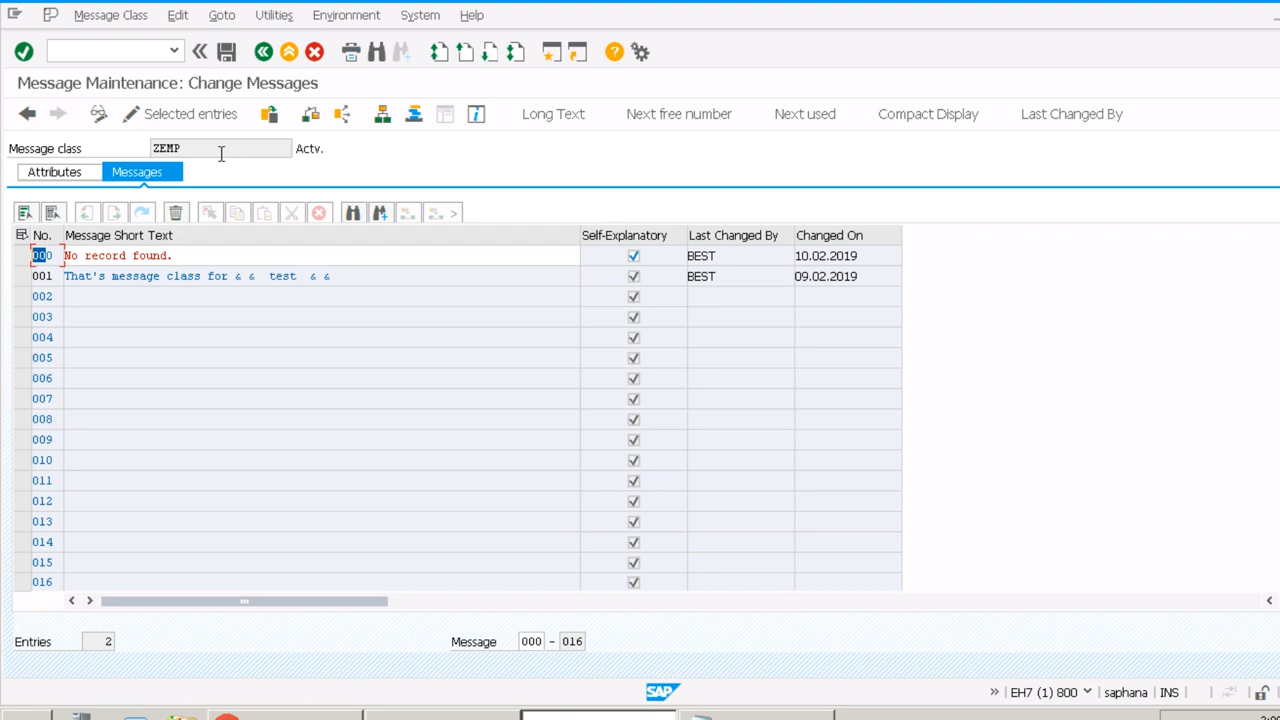 Message Class Edit Goto Utilities Environment System Help
Message Maintenance: Change Messages
Selected entries Long Text Next free number Next used Compact Display Last Changed By
Message class ZEMP Actv.
Attributes Messages
No. Message Short Text Self-Explanatory Last Changed By Changed On
000 No record found. BEST 10.02.2019
001 That's message class for & & test & & BEST 09.02.2019
002
003
004
005
006
007
008
009
010
011
012
013
014
015
016
Entries 2 Message 000 - 016
SAP EH7 (1) 800 saphana INS